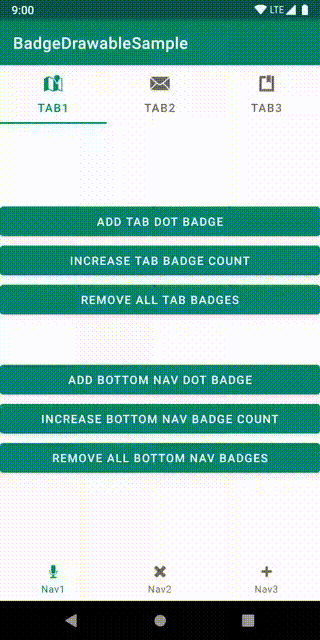 9:00 LTE
BadgeDrawableSample
TAB1 TAB2 TAB3
ADD TAB DOT BADGE
INCREASE TAB BADGE COUNT
REMOVE ALL TAB BADGES
ADD BOTTOM NAV DOT BADGE
INCREASE BOTTOM NAV BADGE COUNT
REMOVE ALL BOTTOM NAV BADGES
Nav1 Nav2 Nav3